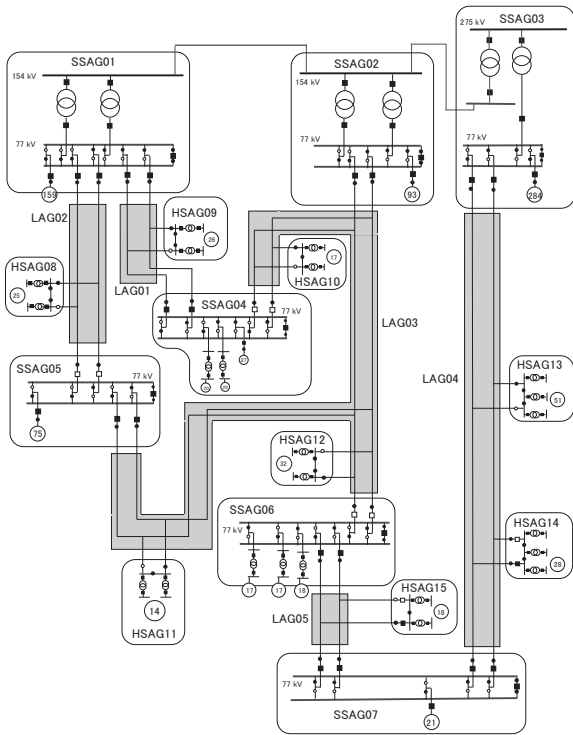 275 kV
SSAG03
SSAG01
154 kV
SSAG02
154 kV
77 kV
77 kV
77 kV
159
93
284
LAG02
HSAG09
26
HSAG08
25
LAG01
17
HSAG10
SSAG04
77 kV
LAG03
27
20
20
SSAG05
77 kV
LAG04
HSAG13
51
75
HSAG12
32
SSAG06
77 kV
HSAG14
28
17
17
18
HSAG15
18
14
HSAG11
LAG05
77 kV
SSAG07
21